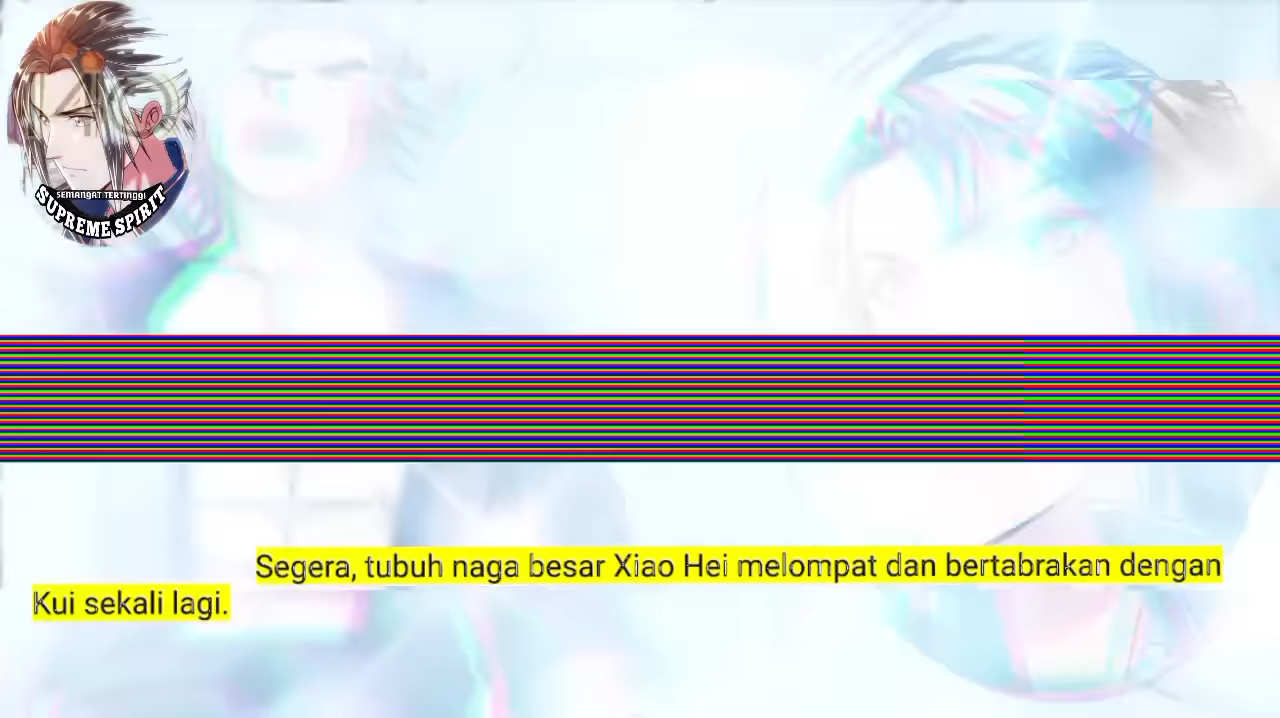 SEMANGAT TERTINGGI
SUPREME SPIRIT
Segera, tubuh naga besar Xiao Hei melompat dan bertabrakan dengan
Kui sekali lagi.